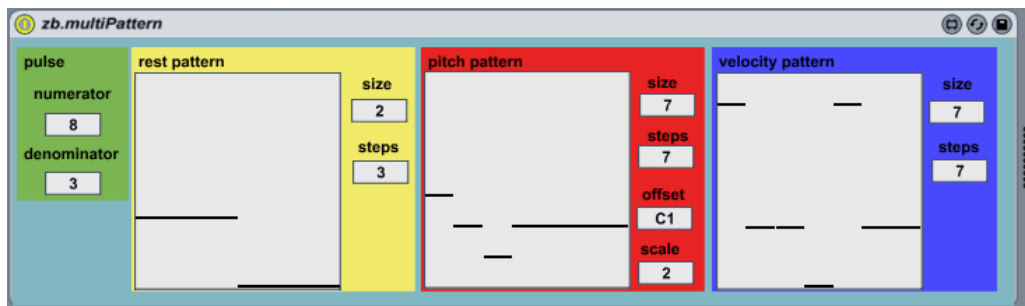 zb.multiPattern
pulse
numerator
8
denominator
3
rest pattern
size
2
steps
3
pitch pattern
size
7
steps
7
offset
C1
scale
2
velocity pattern
size
7
steps
7